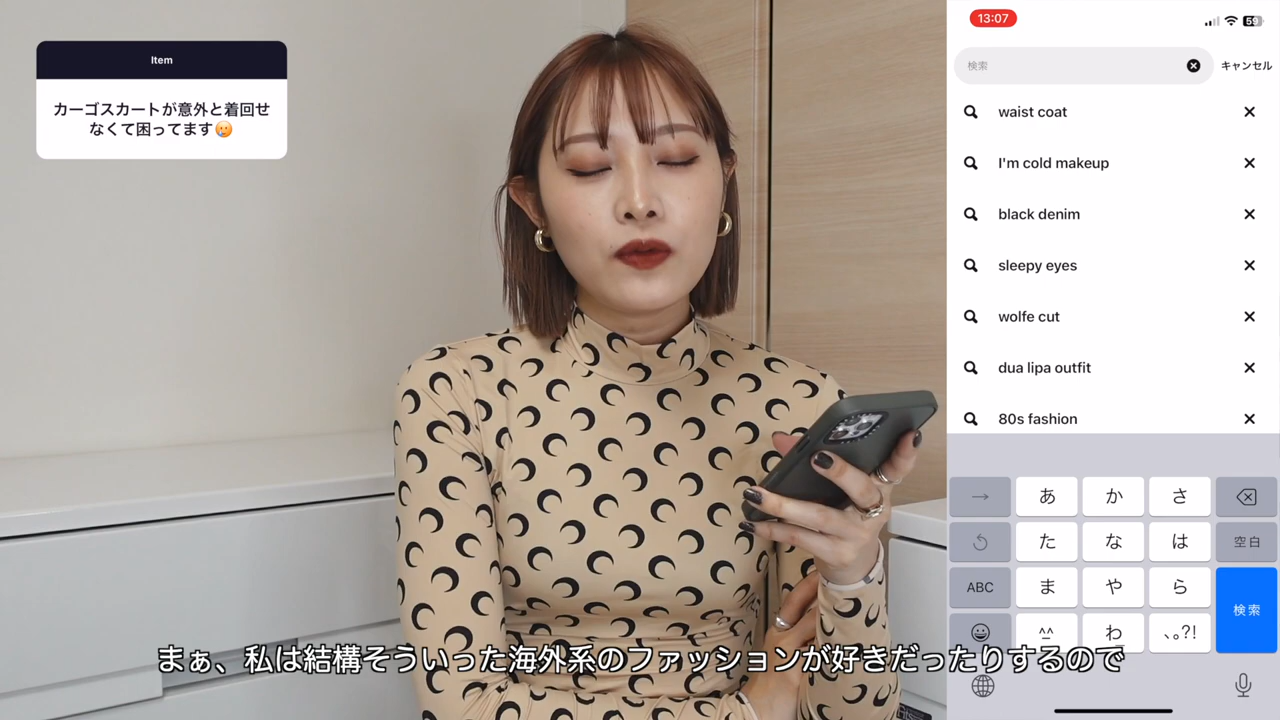 Item
カーゴスカートが意外と着回せ
なくて困ってます🥲
13:07
59
検索
キャンセル
waist coat
I'm cold makeup
black denim
sleepy eyes
wolfe cut
dua lipa outfit
80s fashion
→ あ か さ
た な は 空白
ABC ま や ら 検索
^^ わ 、。?!
まぁ、私は結構そういった海外系のファッションが好きだったりするので